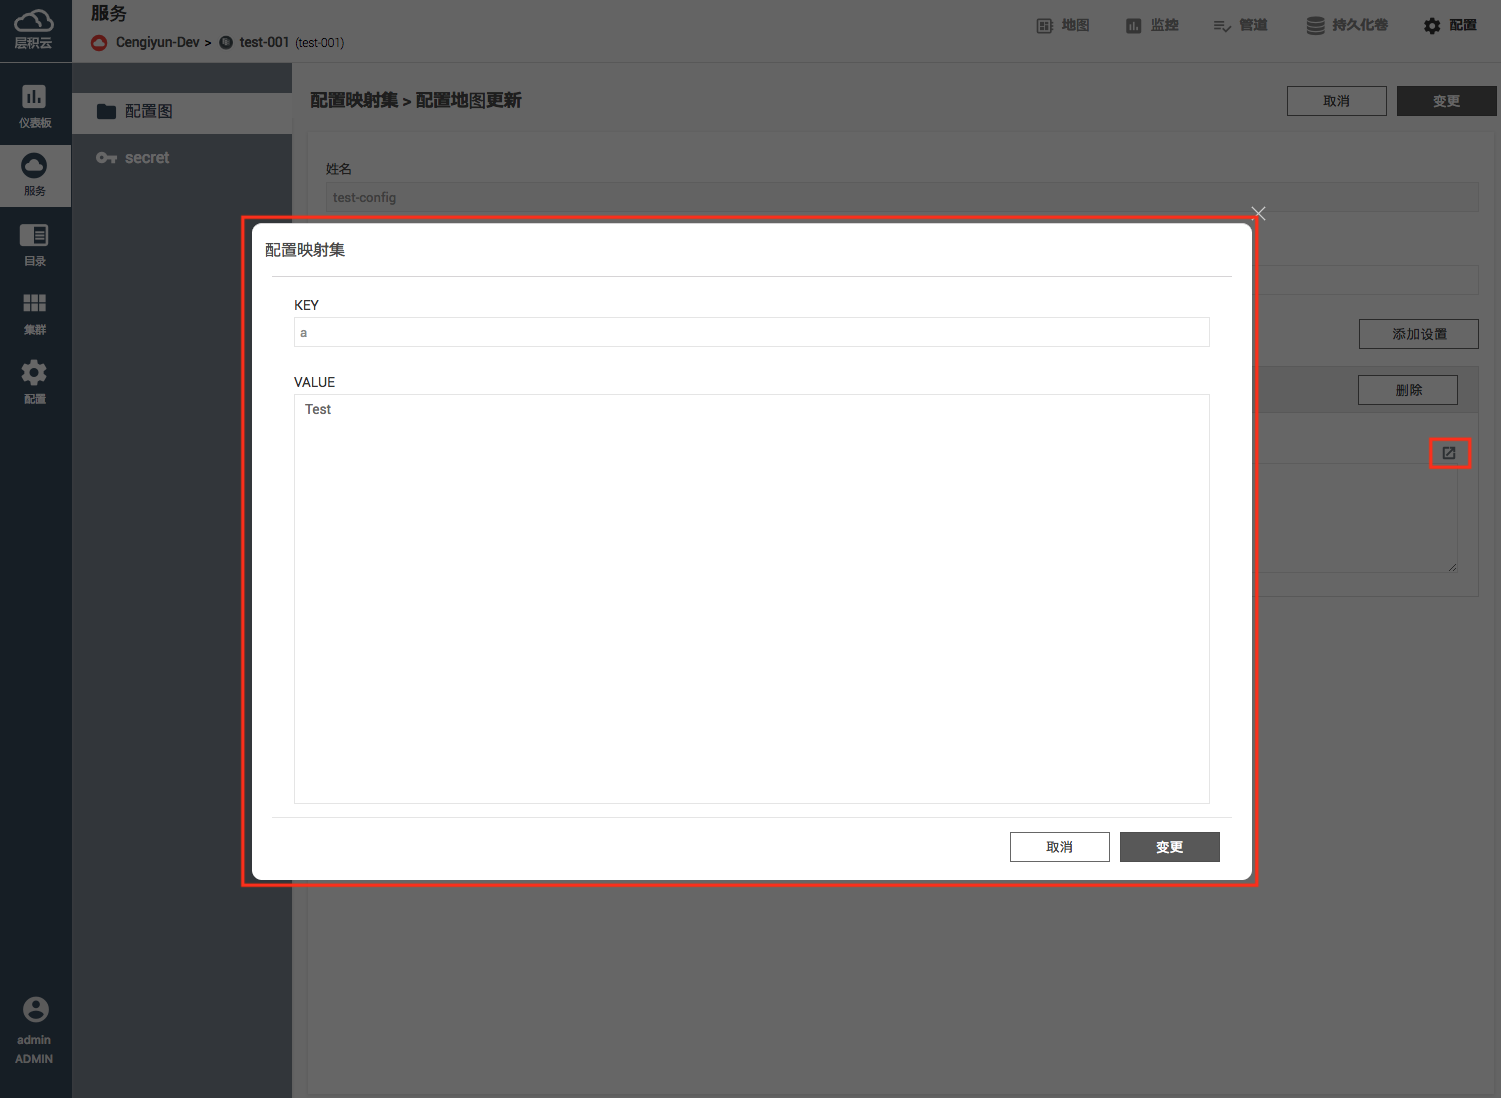 层积云
服务
Cengiyun-Dev > test-001 (test-001)
地图
监控
管道
持久化卷
配置
仪表板
服务
目录
集群
配置
admin
ADMIN
配置图
secret
配置映射集 > 配置地图更新
取消
变更
姓名
test-config
添加设置
删除
配置映射集
KEY
a
VALUE
Test
取消
变更